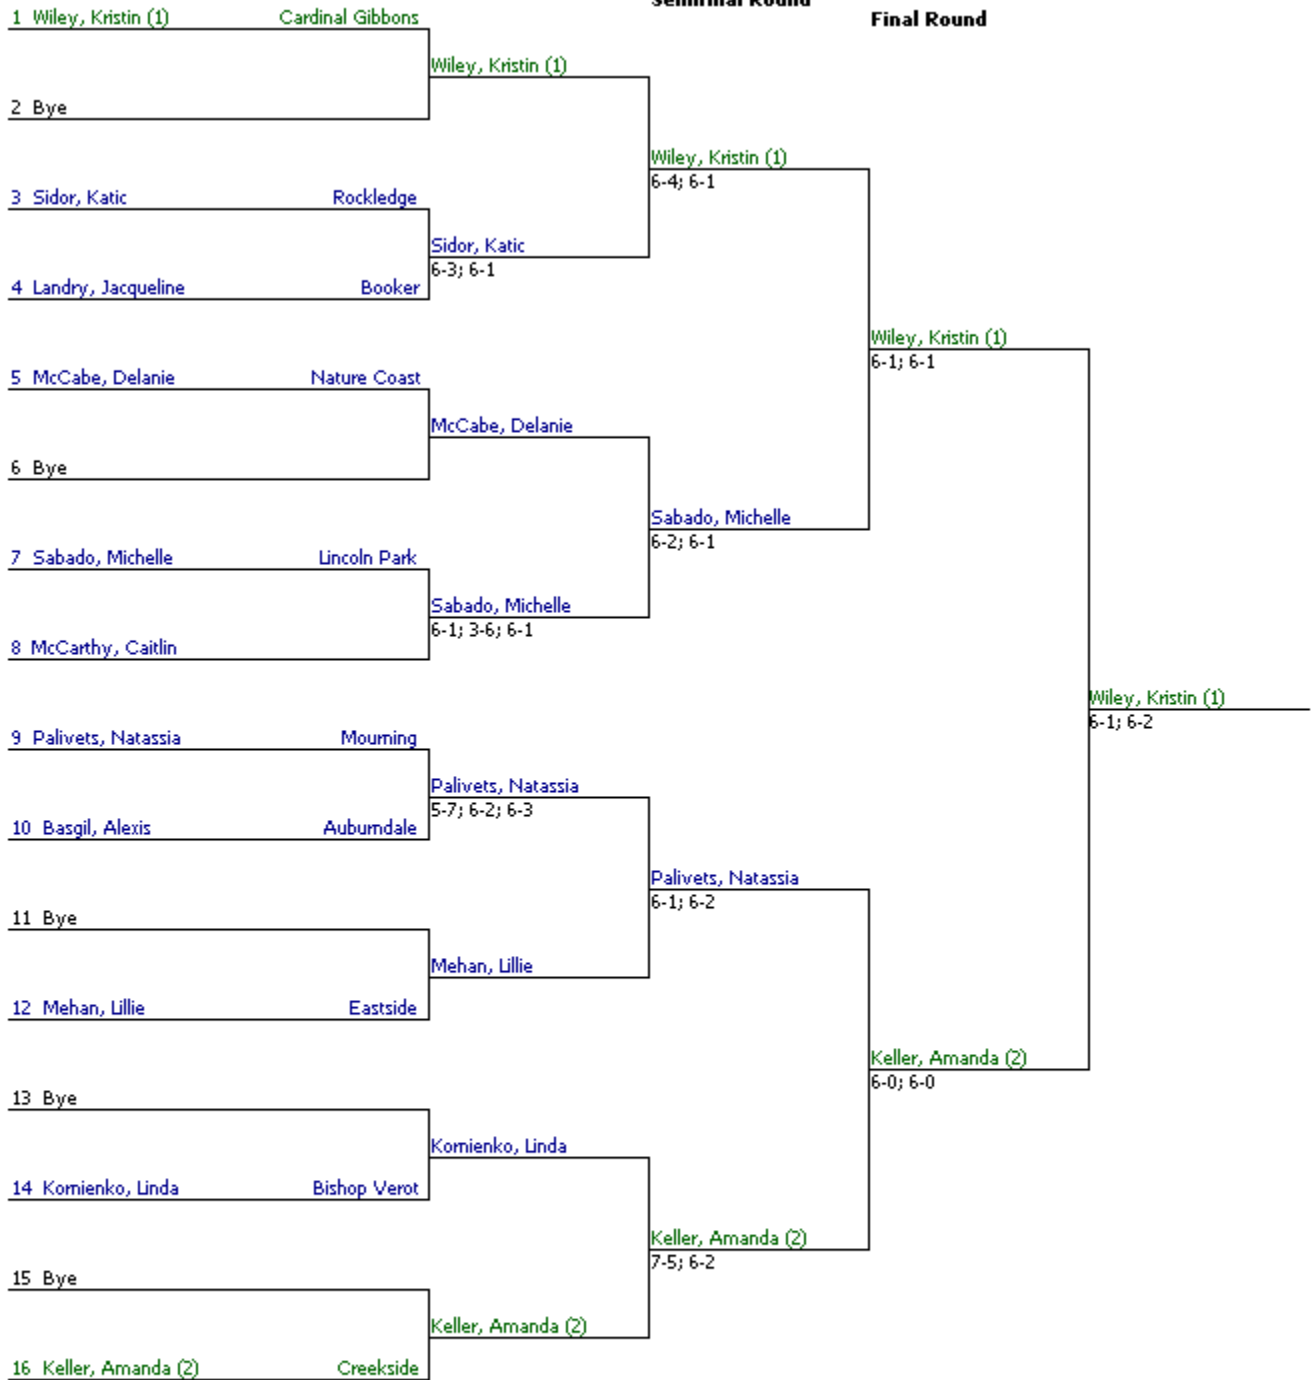 Semifinal Round
Final Round
1 Wiley, Kristin (1) Cardinal Gibbons
Wiley, Kristin (1)
2 Bye
Wiley, Kristin (1)
6-4; 6-1
3 Sidor, Katic Rockledge
Sidor, Katic
6-3; 6-1
4 Landry, Jacqueline Booker
Wiley, Kristin (1)
6-1; 6-1
5 McCabe, Delanie Nature Coast
McCabe, Delanie
6 Bye
Sabado, Michelle
6-2; 6-1
7 Sabado, Michelle Lincoln Park
Sabado, Michelle
6-1; 3-6; 6-1
8 McCarthy, Caitlin
Wiley, Kristin (1)
6-1; 6-2
9 Palivets, Natassia Mourning
Palivets, Natassia
5-7; 6-2; 6-3
10 Basgil, Alexis Auburndale
Palivets, Natassia
6-1; 6-2
11 Bye
Mehan, Lillie
12 Mehan, Lillie Eastside
Keller, Amanda (2)
6-0; 6-0
13 Bye
Kornienko, Linda
14 Kornienko, Linda Bishop Verot
Keller, Amanda (2)
7-5; 6-2
15 Bye
Keller, Amanda (2)
16 Keller, Amanda (2) Creekside